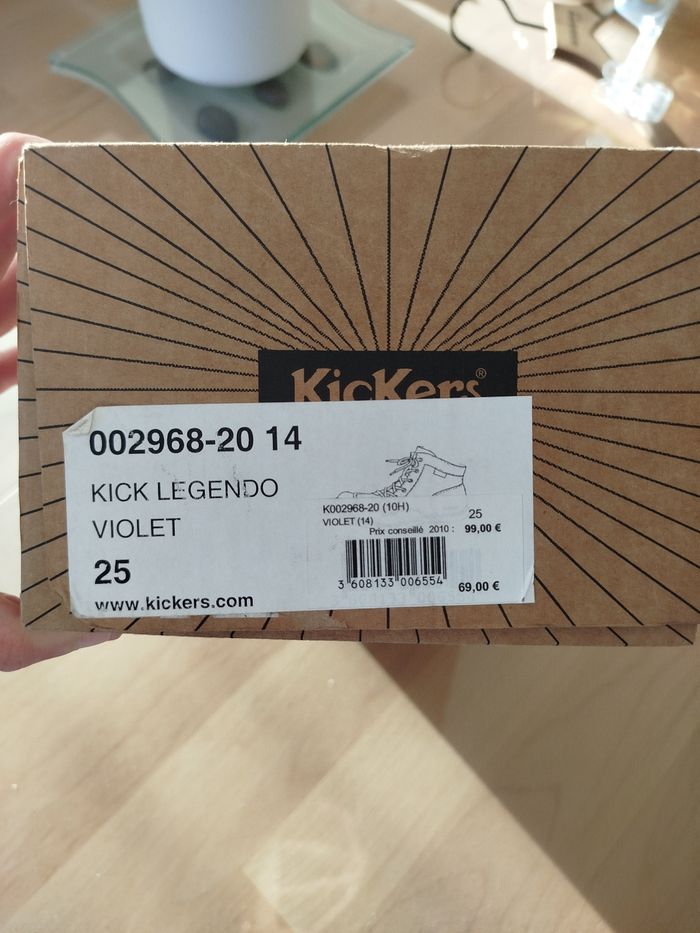 KicKers®
002968-20 14
KICK LEGENDO
VIOLET
25
www.kickers.com
K002968-20 (10H)
VIOLET (14)
25
Prix conseillé 2010 : 99,00 €
3 608133 006554
69,00 €